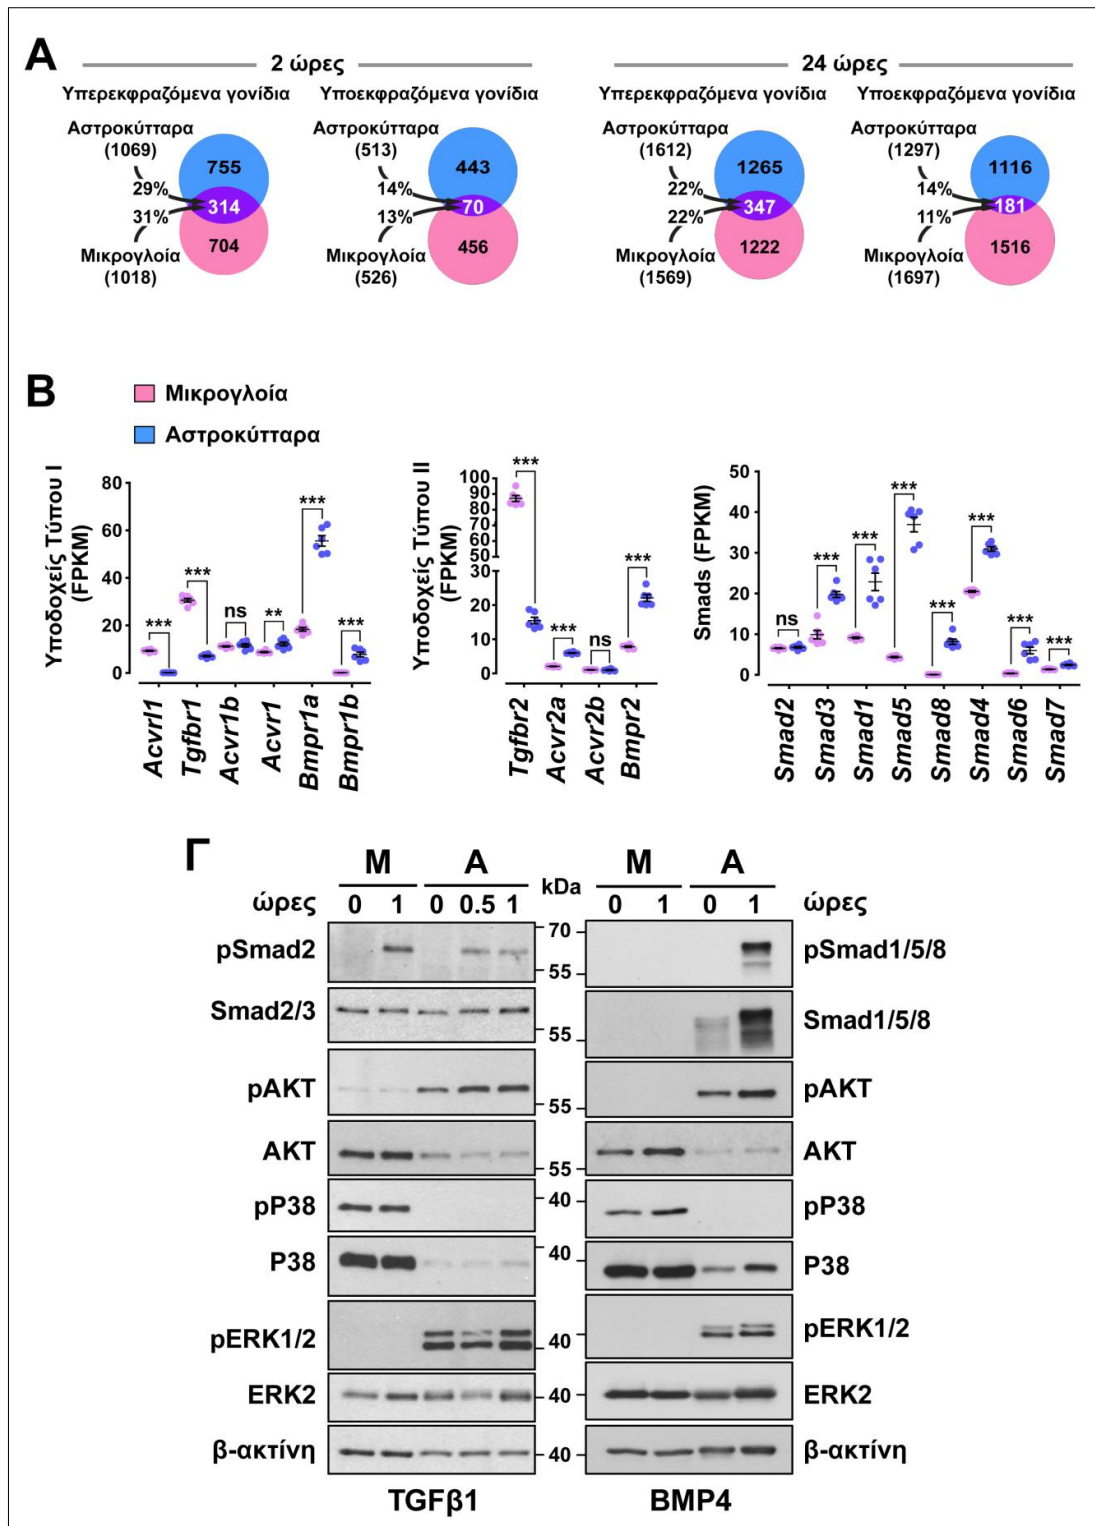 A
2 ώρες
24 ώρες
Υπερεκφραζόμενα γονίδια
Υποεκφραζόμενα γονίδια
Υπερεκφραζόμενα γονίδια
Υποεκφραζόμενα γονίδια
Αστροκύτταρα
(1069)
29%
31%
Μικρογλοία
(1018)
755
314
704
Αστροκύτταρα
(513)
14%
13%
Μικρογλοία
(526)
443
70
456
Αστροκύτταρα
(1612)
22%
22%
Μικρογλοία
(1569)
1265
347
1222
Αστροκύτταρα
(1297)
14%
11%
Μικρογλοία
(1697)
1116
181
1516
B
Μικρογλοία
Αστροκύτταρα
Υποδοχείς Τύπου I
(FPKM)
80
60
40
20
0
***
***
ns
**
***
***
Acvrl1
Tgfbr1
Acvr1b
Acvr1
Bmpr1a
Bmpr1b
Υποδοχείς Τύπου II
(FPKM)
100
90
80
70
60
50
30
20
10
0
***
***
ns
***
Tgfbr2
Acvr2a
Acvr2b
Bmpr2
Smads (FPKM)
50
40
30
20
10
0
ns
***
***
***
***
***
***
***
Smad2
Smad3
Smad1
Smad5
Smad8
Smad4
Smad6
Smad7
Γ
M A kDa M A
ώρες 0 1 0 0.5 1 0 1 0 1 ώρες
pSmad2 70 55 pSmad1/5/8
Smad2/3 55 Smad1/5/8
pAKT 55 pAKT
AKT 55 AKT
pP38 40 pP38
P38 40 P38
pERK1/2 40 pERK1/2
ERK2 40 ERK2
β-ακτίνη 40 β-ακτίνη
TGFβ1 BMP4